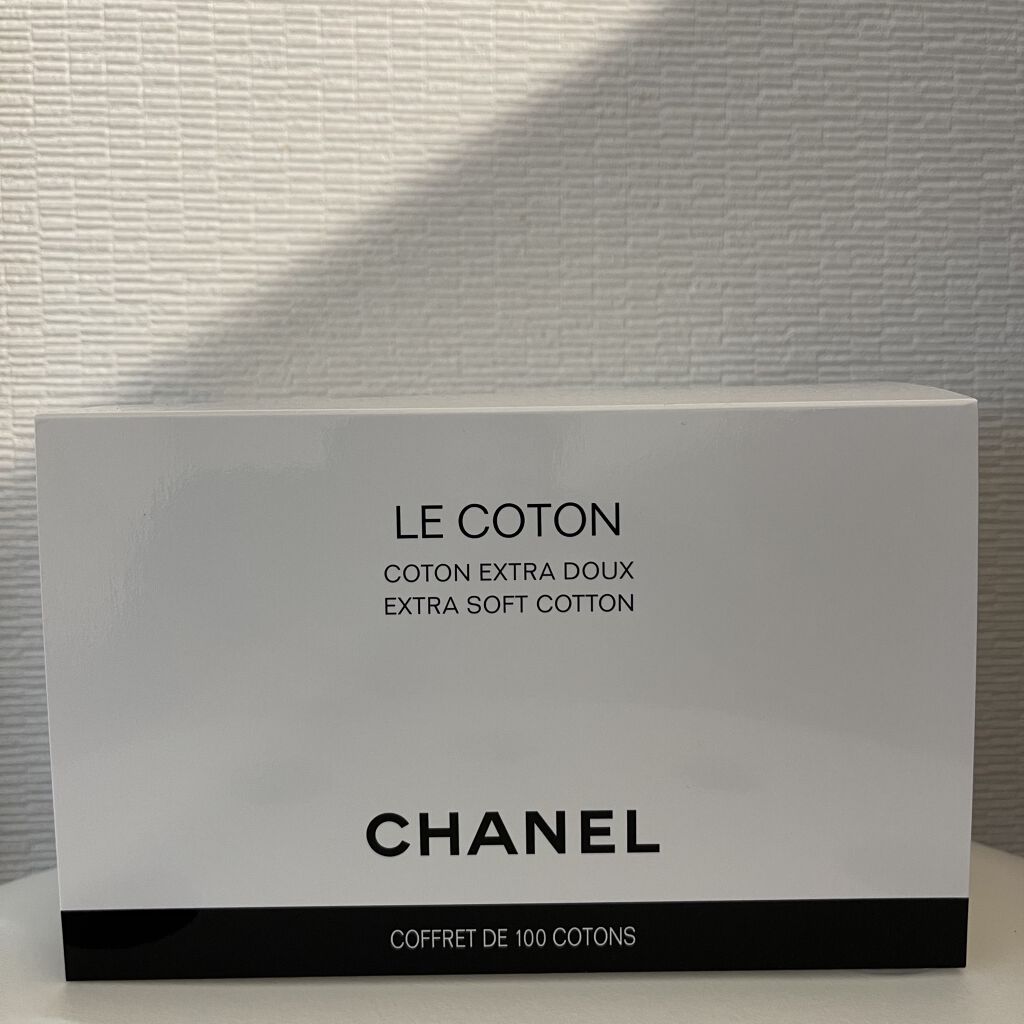 LE COTON
COTON EXTRA DOUX
EXTRA SOFT COTTON
CHANEL
COFFRET DE 100 COTONS